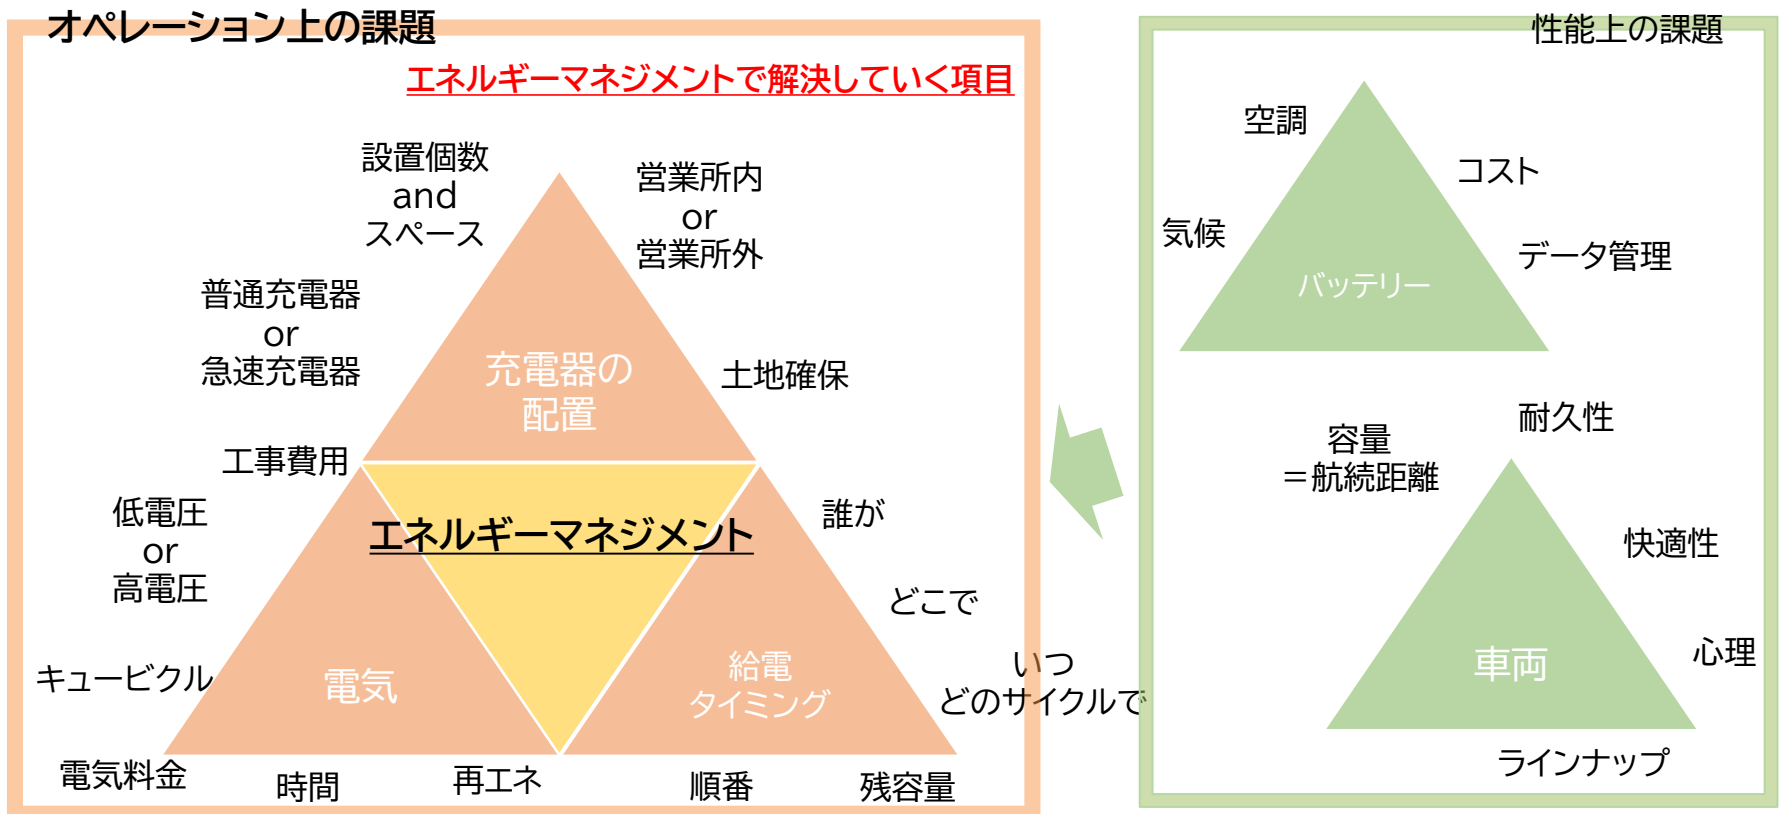 オペレーション上の課題
エネルギーマネジメントで解決していく項目
設置個数
and
スペース
営業所内
or
営業所外
普通充電器
or
急速充電器
充電器の
配置
土地確保
工事費用
低電圧
or
高電圧
エネルギーマネジメント
誰が
どこで
キュービクル
電気
給電
タイミング
いつ
どのサイクルで
電気料金
時間
再エネ
順番
残容量
性能上の課題
空調
コスト
気候
データ管理
バッテリー
耐久性
容量
＝航続距離
快適性
心理
車両
ラインナップ